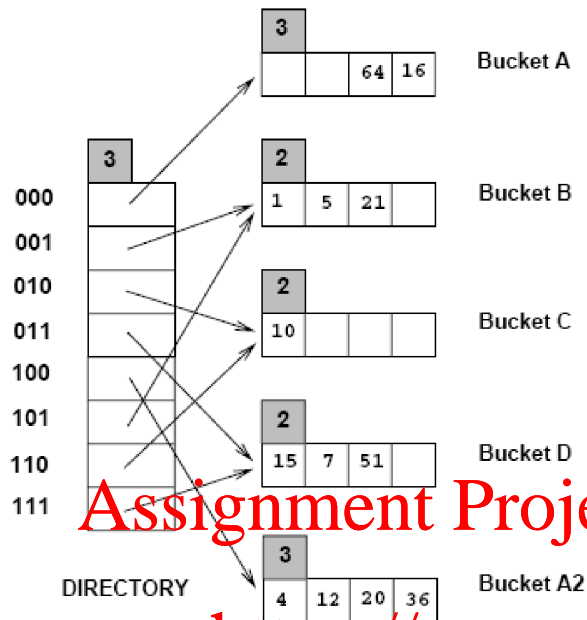 3
64 16 Bucket A
3 2
000 1 5 21 Bucket B
001
010 2
011 10 Bucket C
100
101 2
110 15 7 51 Bucket D
111
Assignment Proje
3
DIRECTORY 4 12 20 36 Bucket A2